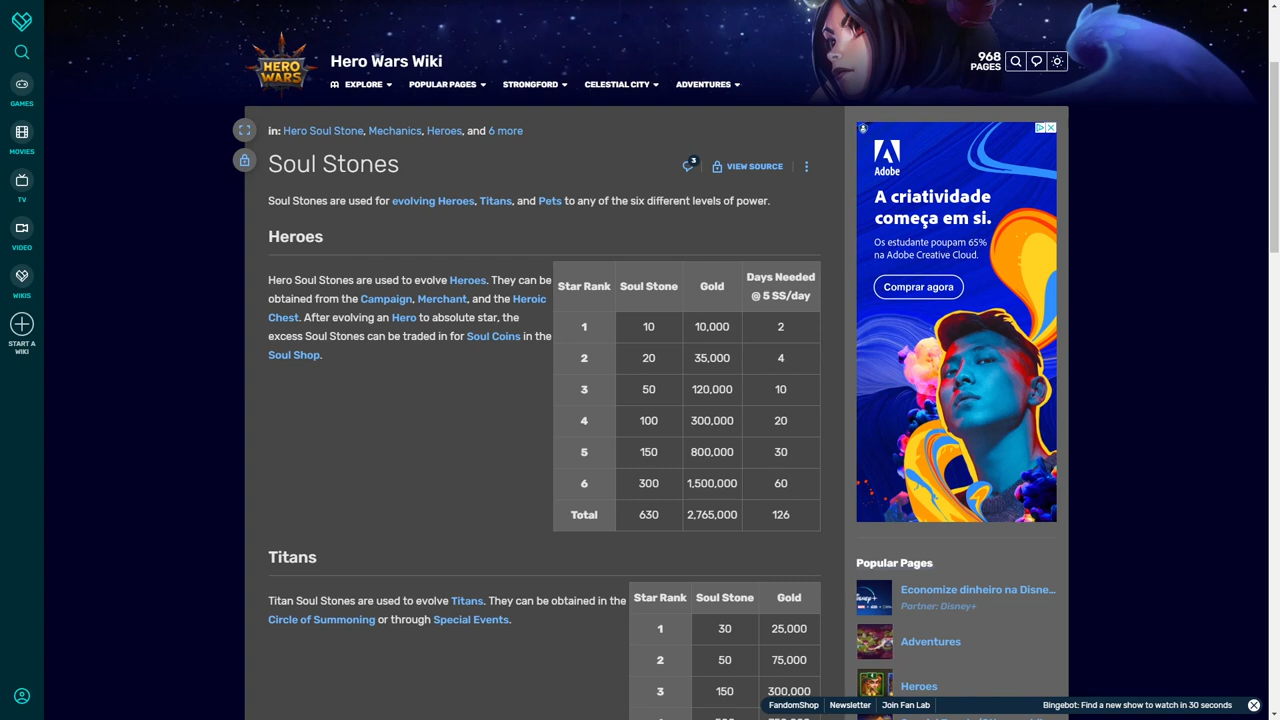 HERO
WARS
Hero Wars Wiki
968
PAGES
EXPLORE
POPULAR PAGES
STRONGFORD
CELESTIAL CITY
ADVENTURES
GAMES
MOVIES
TV
VIDEO
WIKIS
START A
WIKI
in: Hero Soul Stone, Mechanics, Heroes, and 6 more
Soul Stones
3
VIEW SOURCE
Soul Stones are used for evolving Heroes, Titans, and Pets to any of the six different levels of power.
Heroes
Hero Soul Stones are used to evolve Heroes. They can be
obtained from the Campaign, Merchant, and the Heroic
Chest. After evolving an Hero to absolute star, the
excess Soul Stones can be traded in for Soul Coins in the
Soul Shop.
Star Rank Soul Stone Gold Days Needed
@ 5 SS/day
1 10 10,000 2
2 20 35,000 4
3 50 120,000 10
4 100 300,000 20
5 150 800,000 30
6 300 1,500,000 60
Total 630 2,765,000 126
Titans
Titan Soul Stones are used to evolve Titans. They can be obtained in the
Circle of Summoning or through Special Events.
Star Rank Soul Stone Gold
1 30 25,000
2 50 75,000
3 150 300,000
Adobe
A criatividade
começa em si.
Os estudante poupam 65%
na Adobe Creative Cloud.
Comprar agora
Popular Pages
Economize dinheiro na Disne...
Partner: Disney+
Adventures
Heroes
FandomShop
Newsletter
Join Fan Lab
Bingebot: Find a new show to watch in 30 seconds